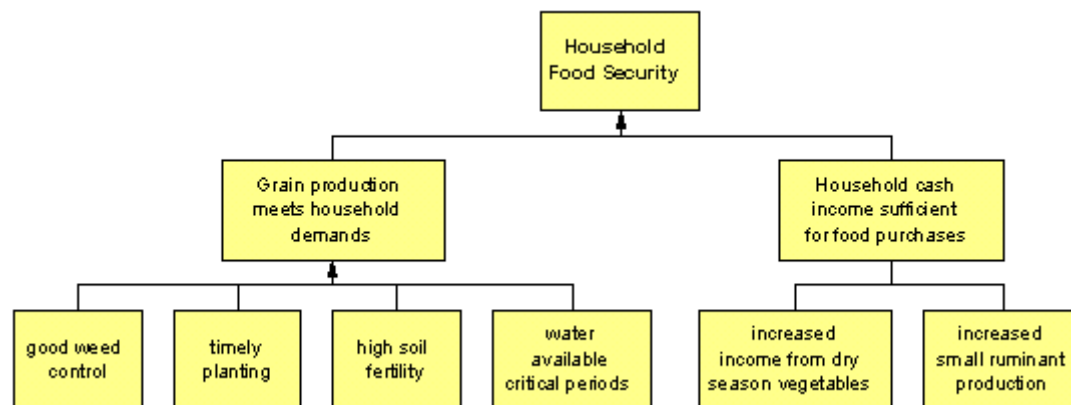 Household
Food Security
Grain production
meets household
demands
Household cash
income sufficient
for food purchases
good weed
control
timely
planting
high soil
fertility
water
available
critical periods
increased
income from dry
season vegetables
increased
small ruminant
production